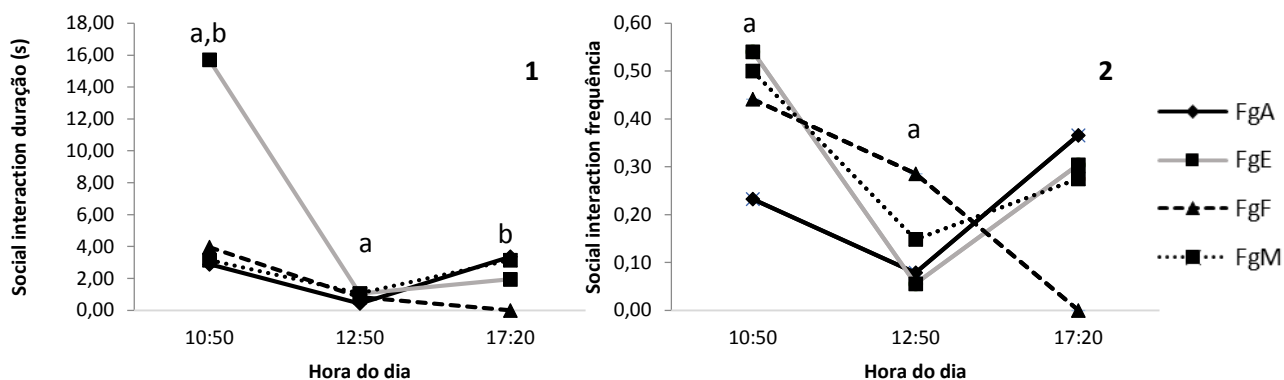 Social interaction duração (s)
18,00
16,00
14,00
12,00
10,00
8,00
6,00
4,00
2,00
0,00
a,b
a
b
1
10:50
12:50
17:20
Hora do dia
Social interaction frequência
0,60
0,50
0,40
0,30
0,20
0,10
0,00
a
a
2
10:50
12:50
17:20
Hora do dia
FgA
FgE
FgF
FgM